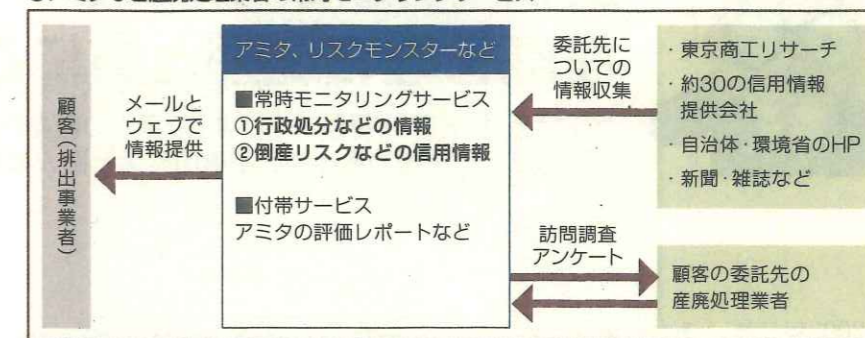 顧客(排出事業者)
メールと
ウェブで
情報提供
アミタ、リスクモンスターなど
■常時モニタリングサービス
①行政処分などの情報
②倒産リスクなどの信用情報
■付帯サービス
アミタの評価レポートなど
委託先に
ついての
情報収集
・東京商工リサーチ
・約30の信用情報
提供会社
・自治体・環境省のHP
・新聞・雑誌など
訪問調査
アンケート
顧客の委託先の
産廃処理業者